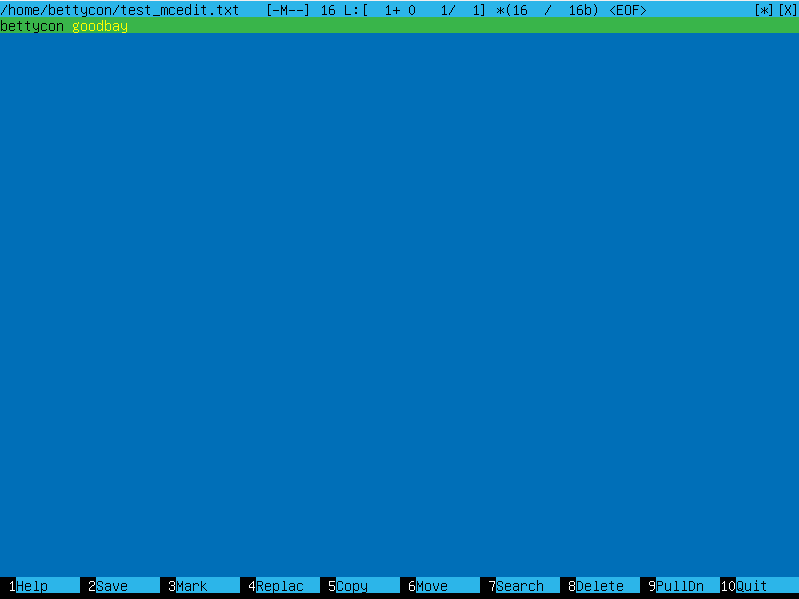 /home/bettycon/test_mcedit.txt [-M--] 16 L:[ 1+ 0 1/ 1] *(16 / 16b) <EOF> [*][X]
bettycon goodbay
1Help 2Save 3Mark 4Replac 5Copy 6Move 7Search 8Delete 9PullDn 10Quit